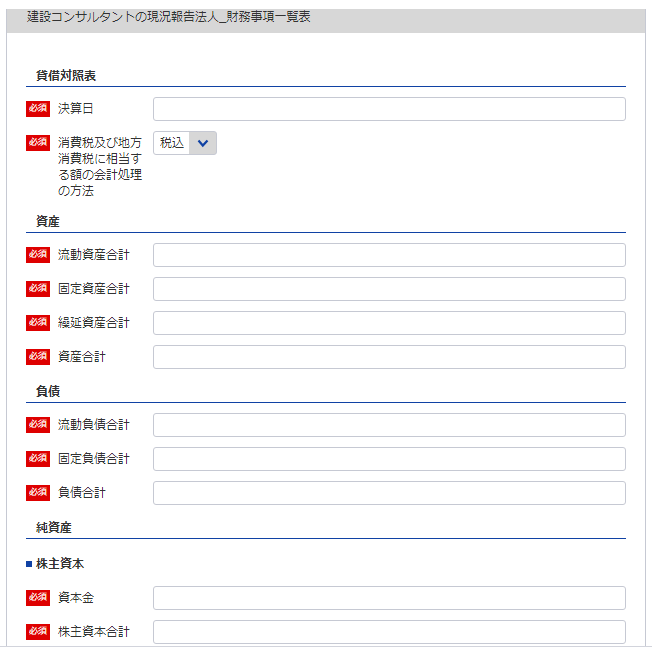 建設コンサルタントの現況報告法人_財務事項一覧表
貸借対照表
必須 決算日
必須 消費税及び地方 税込
消費税に相当す
る額の会計処理
の方法
資産
必須 流動資産合計
必須 固定資産合計
必須 繰延資産合計
必須 資産合計
負債
必須 流動負債合計
必須 固定負債合計
必須 負債合計
純資産
株主資本
必須 資本金
必須 株主資本合計